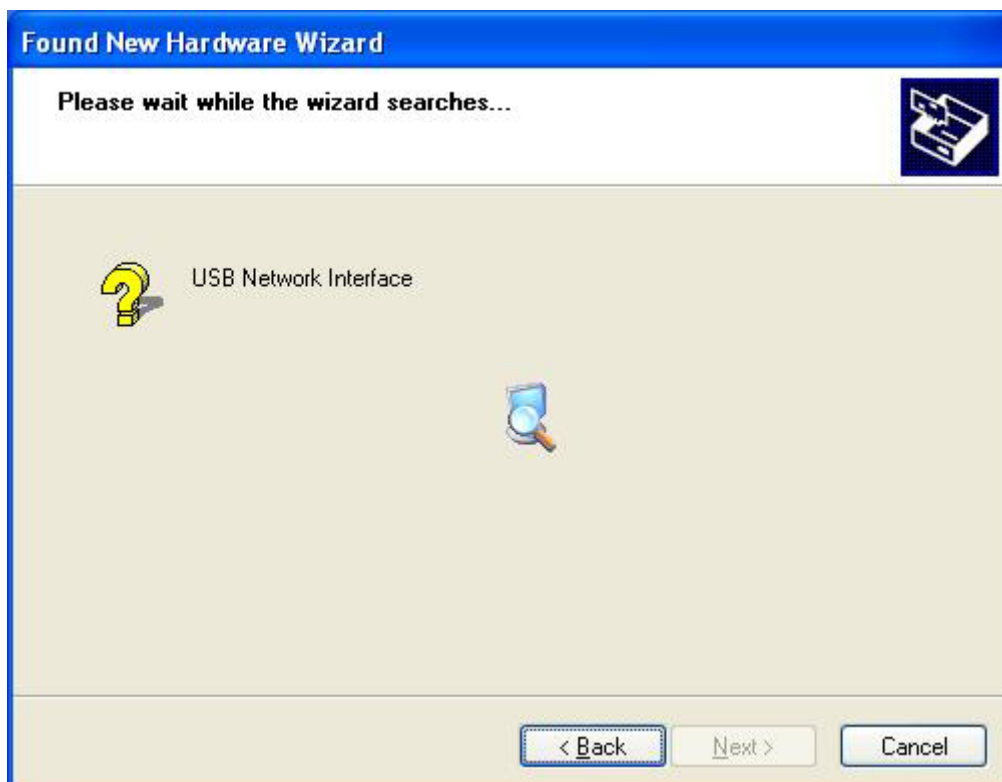 Found New Hardware Wizard
Please wait while the wizard searches...
USB Network Interface
< Back
Next >
Cancel